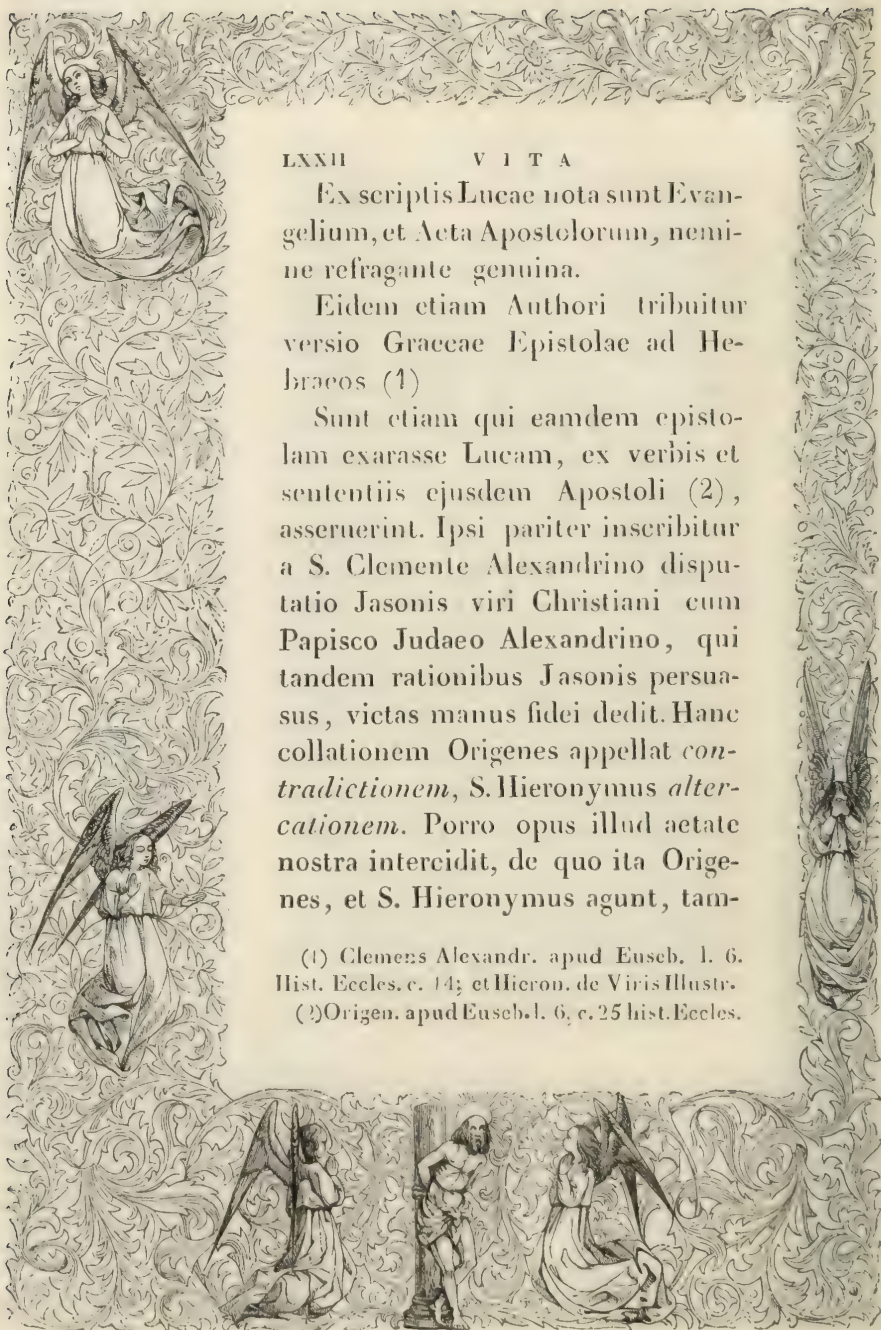 LXXII VITA
Ex scriptis Lucae nota sunt Evan-
gelium, et Acta Apostolorum, nemi-
ne refragante genuina.
Eidem etiam Authori tribuitur
versio Graecae Epistolae ad He-
braeos (1)
Sunt etiam qui eamdem episto-
lam exarasse Lucam, ex verbis et
sententiis ejusdem Apostoli (2),
asseruerint. Ipsi pariter inscribitur
a S. Clemente Alexandrino dispu-
tatio Jasonis viri Christiani cum
Papisco Judaeo Alexandrino, qui
tandem rationibus Jasonis persua-
sus, victas manus fidei dedit. Hanc
collationem Origenes appellat con-
tradictionem, S. Hieronymus alter-
cationem. Porro opus illud aetate
nostra intercidit, de quo ita Orige-
nes, et S. Hieronymus agunt, tam-
(1) Clemens Alexandr. apud Euseb. l. 6.
Hist. Eccles. c. 14; et Hieron. de Viris Illustr.
(2) Origen. apud Euseb. l. 6, c. 25 hist. Eccles.